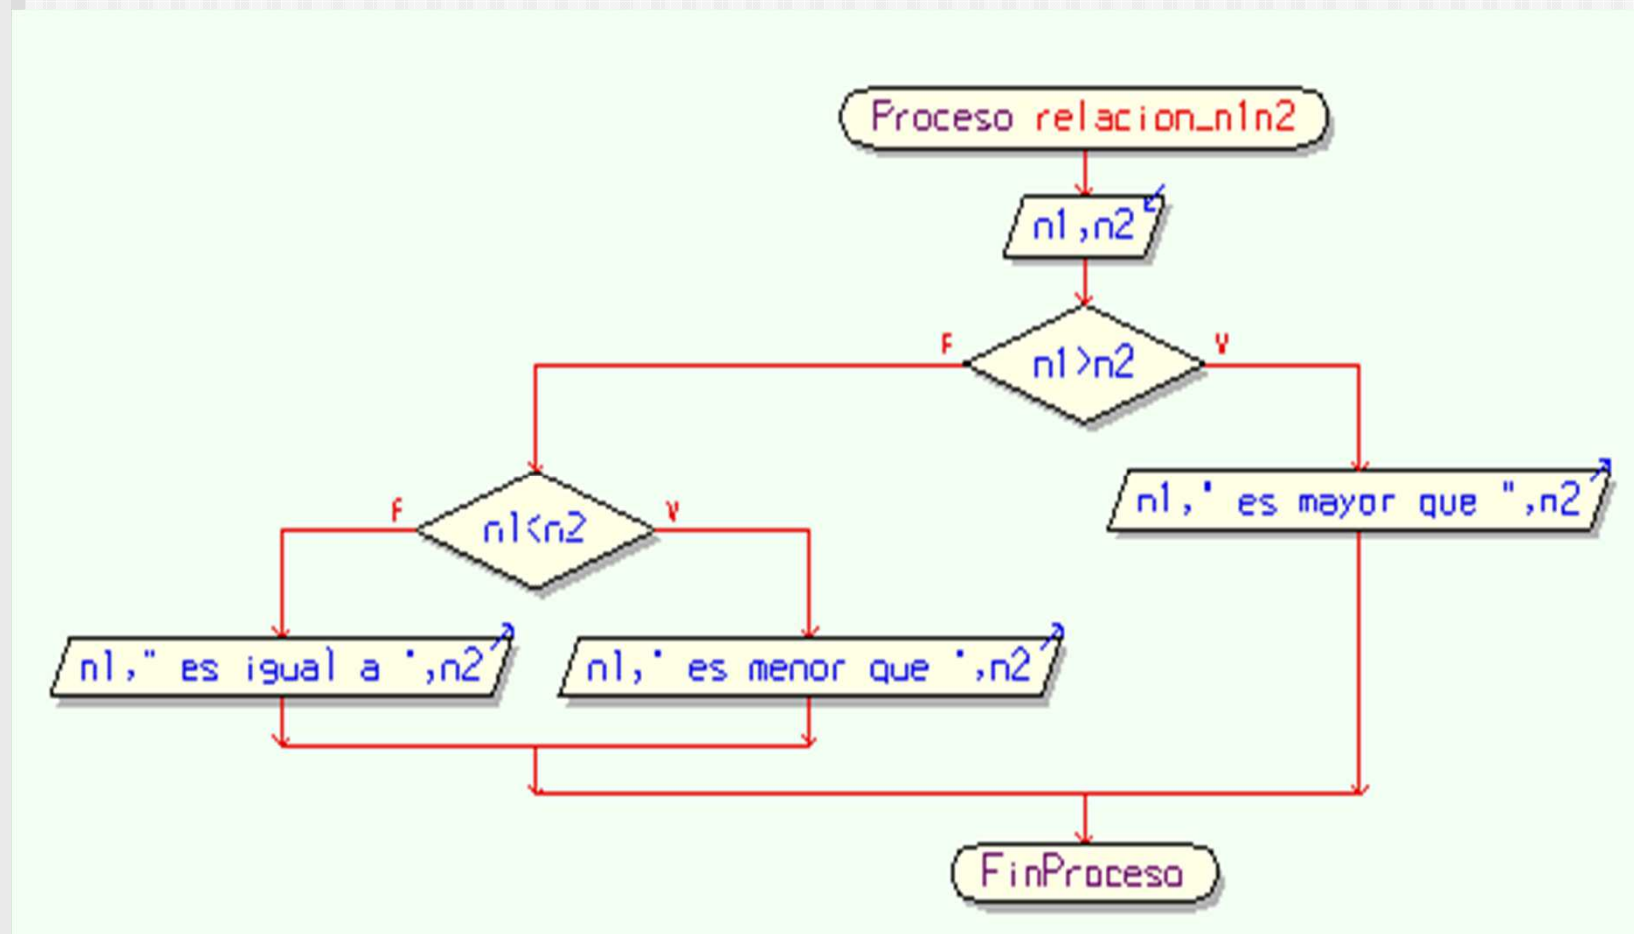 Proceso relacion_n1n2
n1,n2
F
n1>n2
V
n1," es mayor que ",n2
F
n1<n2
V
n1," es igual a ",n2
n1," es menor que ",n2
FinProceso